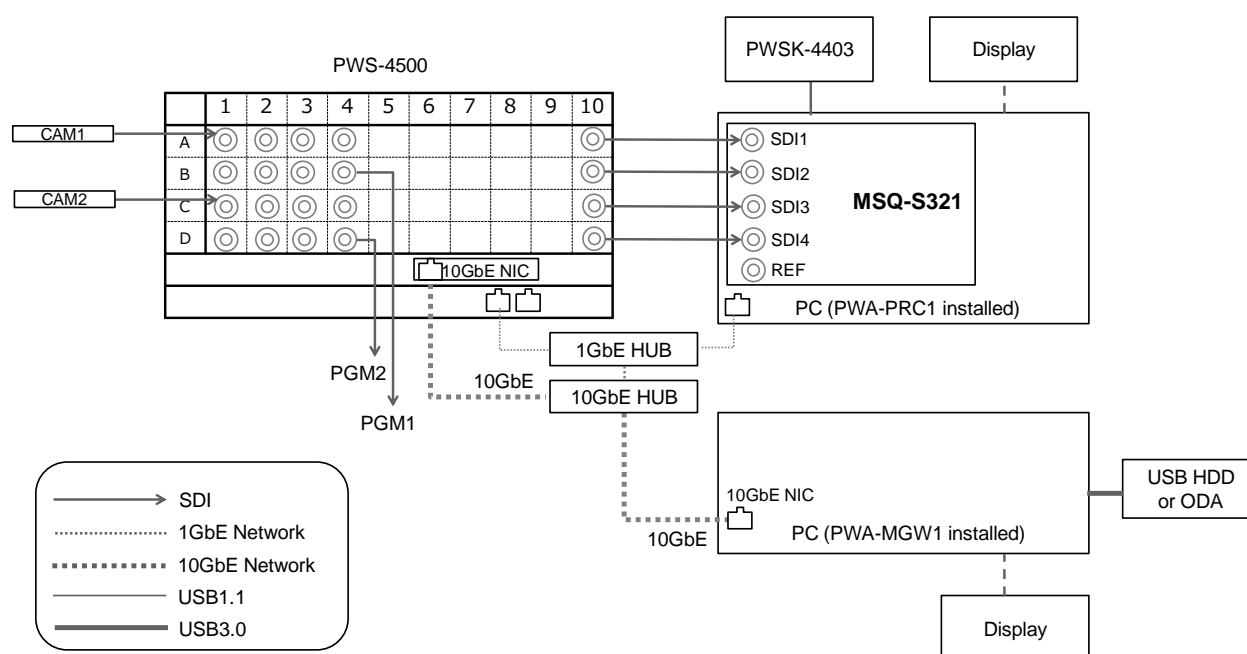 PWSK-4403
Display
PWS-4500
1 2 3 4 5 6 7 8 9 10
CAM1
A
SDI1
B
SDI2
CAM2
C
SDI3
MSQ-S321
D
SDI4
REF
10GbE NIC
PC (PWA-PRC1 installed)
1GbE HUB
PGM2
10GbE
10GbE HUB
PGM1
SDI
1GbE Network
10GbE Network
USB1.1
USB3.0
10GbE NIC
10GbE
PC (PWA-MGW1 installed)
USB HDD
or ODA
Display